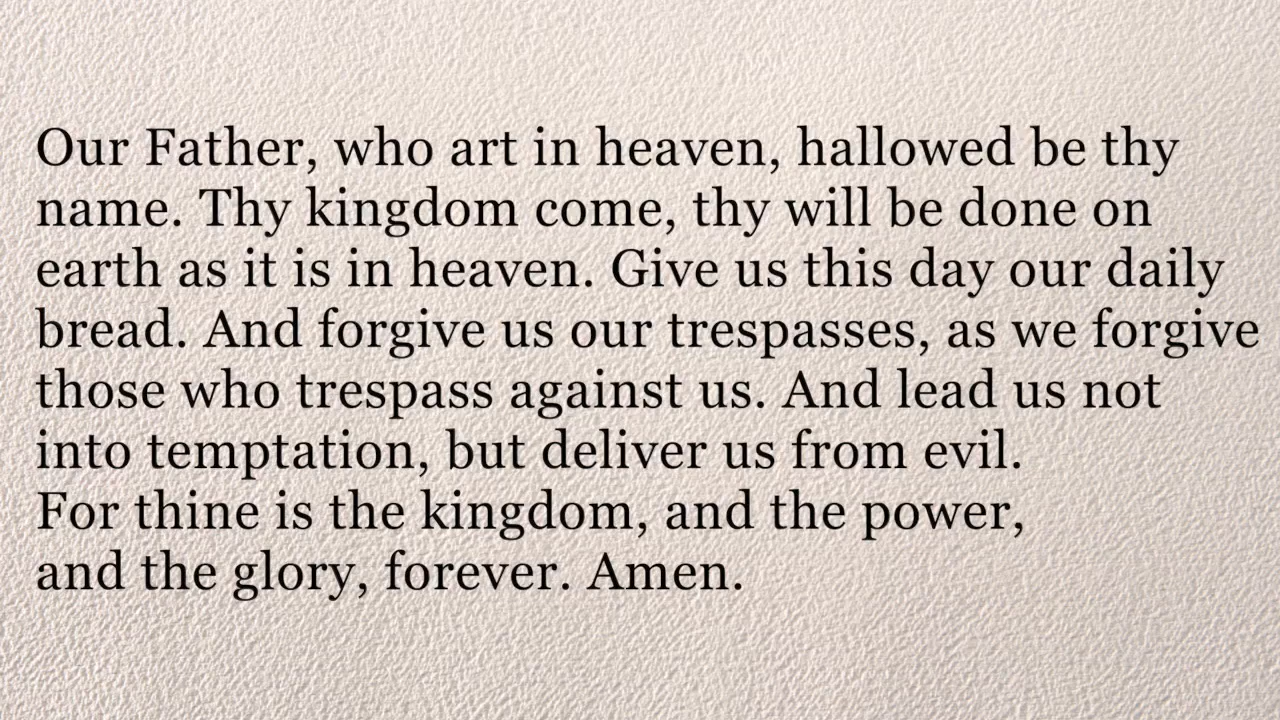 Our Father, who art in heaven, hallowed be thy
name. Thy kingdom come, thy will be done on
earth as it is in heaven. Give us this day our daily
bread. And forgive us our trespasses, as we forgive
those who trespass against us. And lead us not
into temptation, but deliver us from evil.
For thine is the kingdom, and the power,
and the glory, forever. Amen.